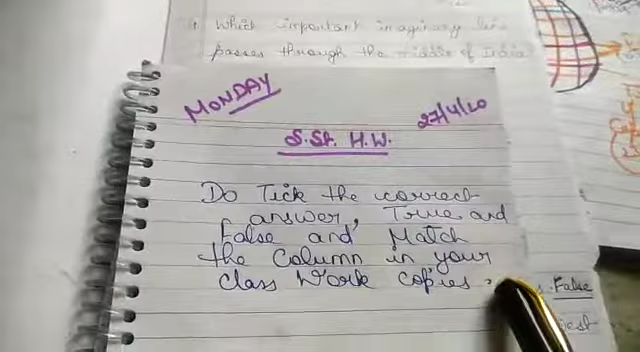 1. Which important imaginary line
passes through the middle of India
MONDAY
27/4/20
S.St. H.W.
Do Tick the correct
answer, True and
False and Match
the Column in your
Class Work copies.
s. False